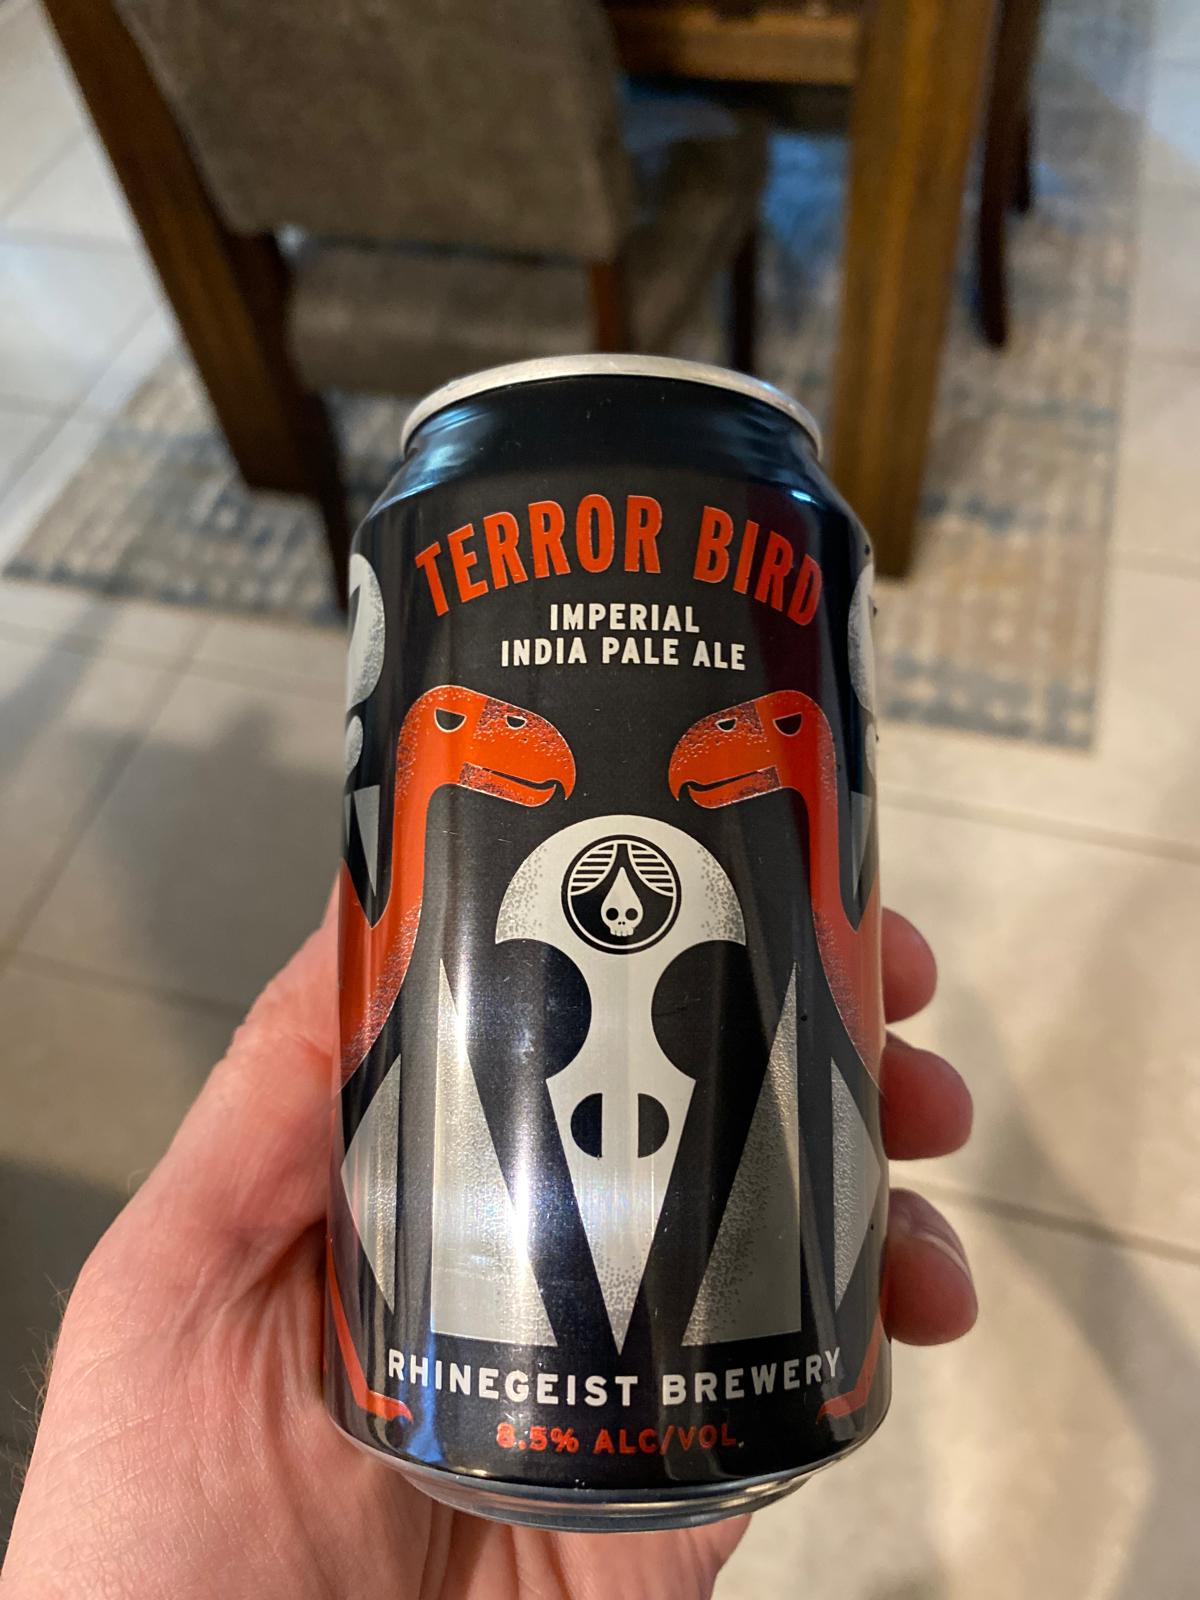 TERROR BIRD
IMPERIAL
INDIA PALE ALE
RHINEGEIST BREWERY
8.5% ALC/VOL.